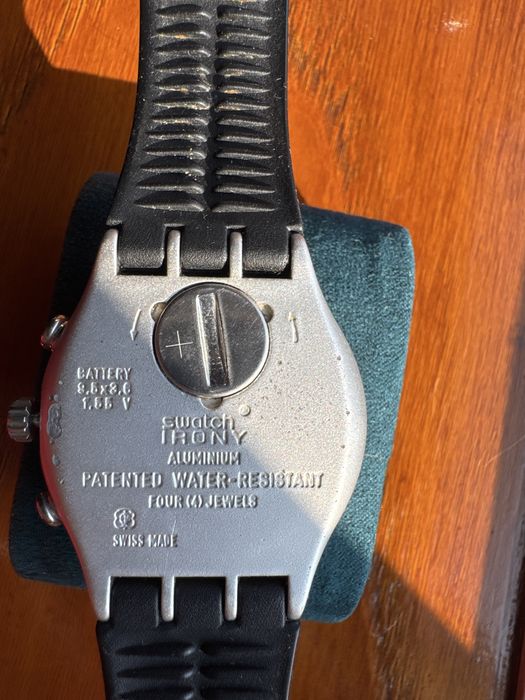 +
BATTERY
9.5x3.6
1.55 V
swatch
IRONY
ALUMINIUM
PATENTED WATER-RESISTANT
FOUR (4) JEWELS
SWISS MADE